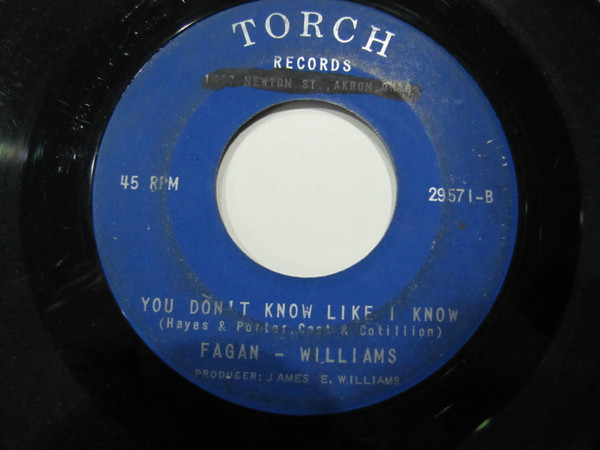 TORCH
RECORDS
NEWTON ST., AKRON,
45 RPM
29571-B
YOU DON'T KNOW LIKE I KNOW
(Hayes & Porter, Cast & Cotillion)
FAGAN - WILLIAMS
PRODUCER: JAMES E. WILLIAMS